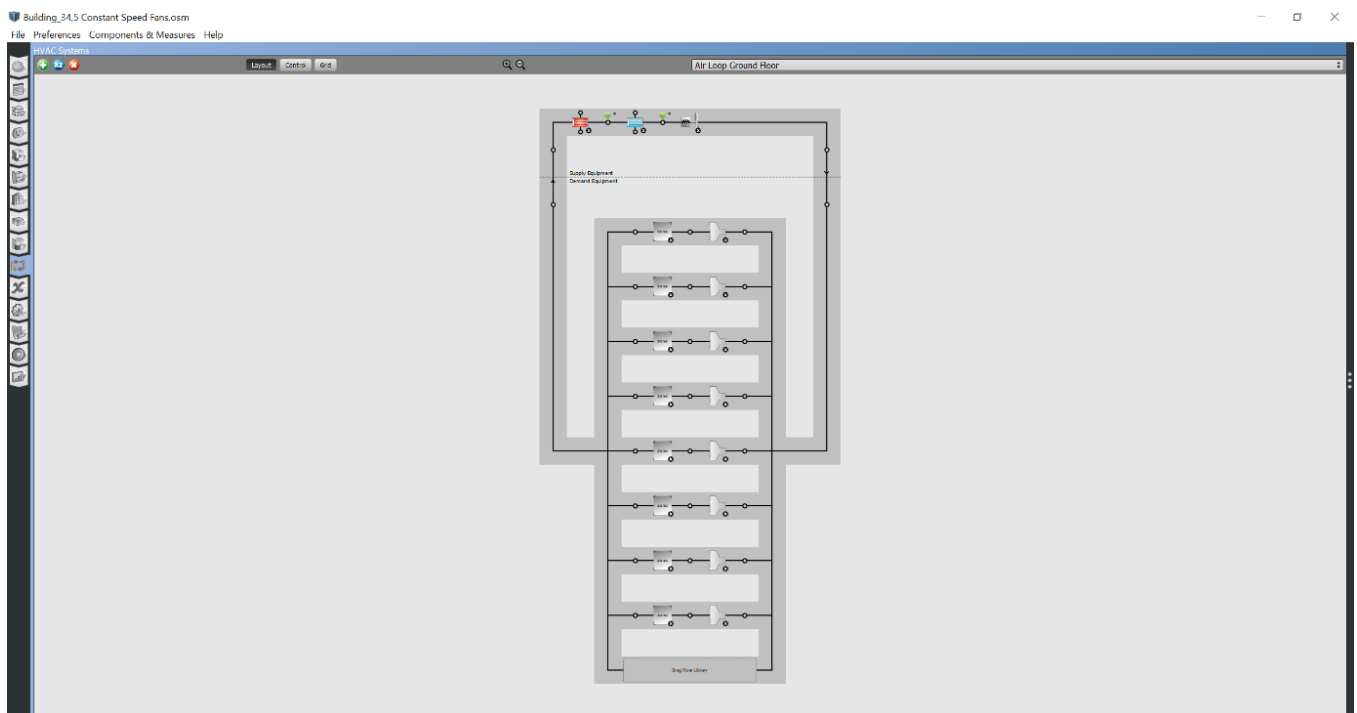 Building_34,5 Constant Speed Fans.osm
File Preferences Components & Measures Help
HVAC Systems
Layout Control Grid Air Loop Ground Floor
Supply Equipment
Demand Equipment
Drag From Library